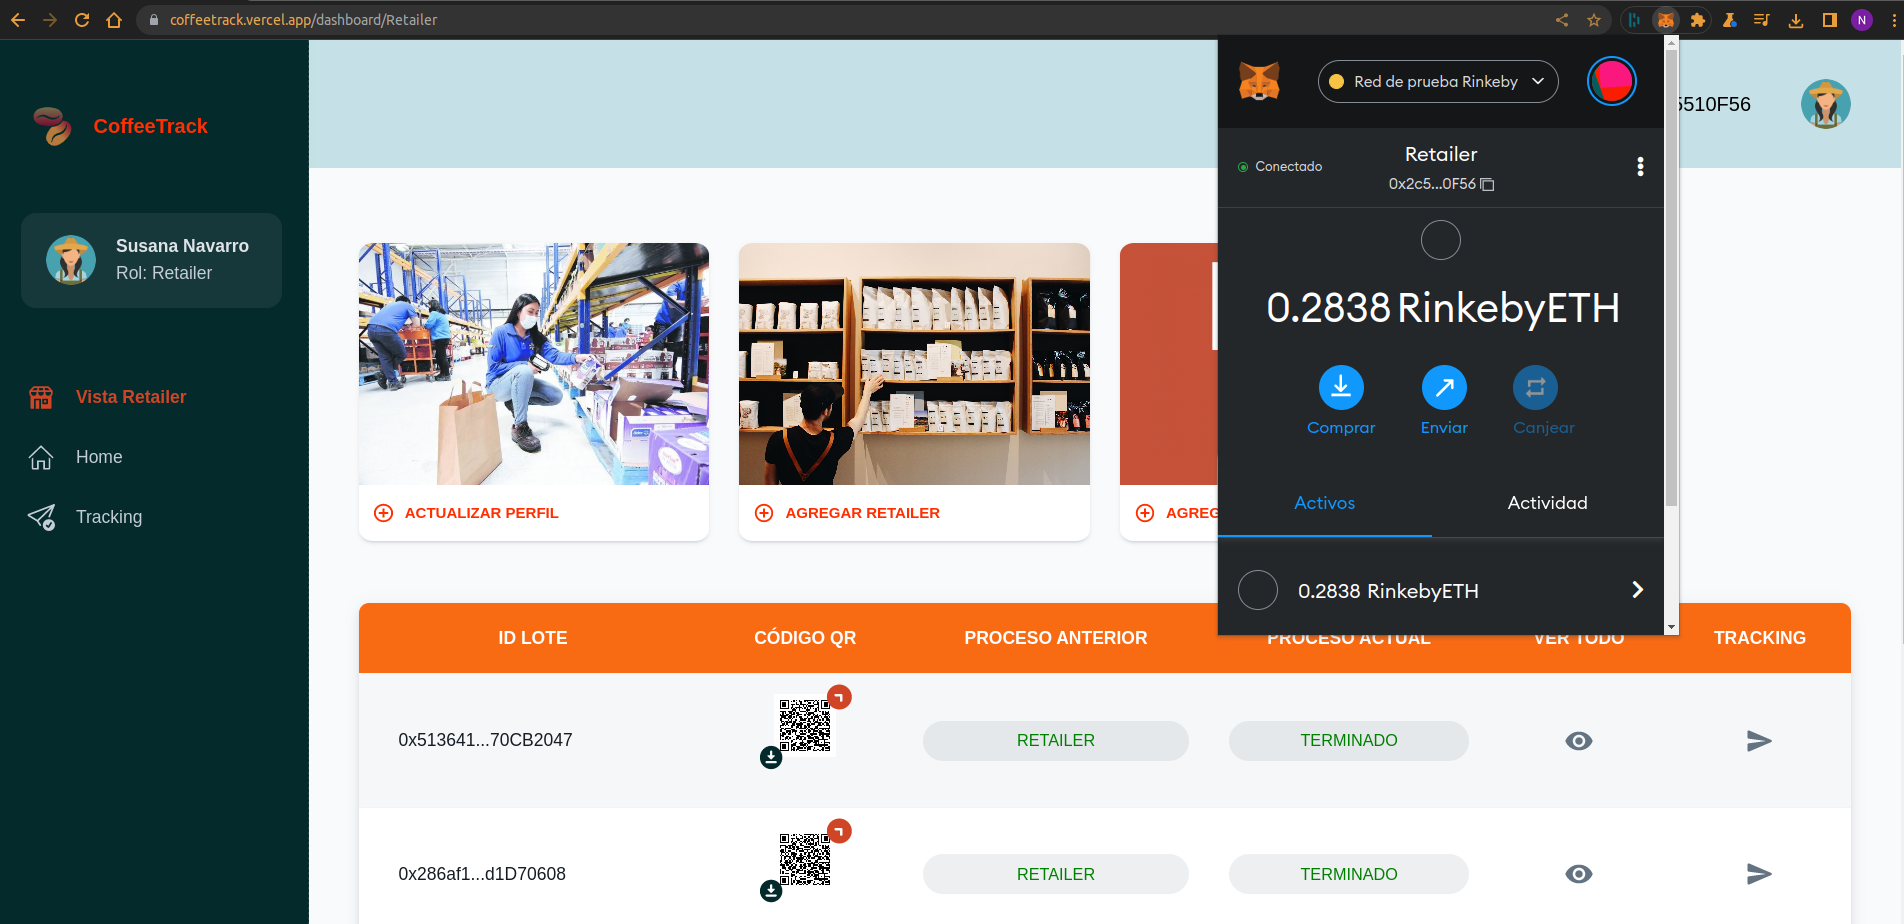 coffeetrack.vercel.app/dashboard/Retailer
N
CoffeeTrack
Susana Navarro
Rol: Retailer
Vista Retailer
Home
Tracking
5510F56
Red de prueba Rinkeby
Conectado
Retailer
0x2c5...0F56
0.2838 RinkebyETH
Comprar
Enviar
Canjear
Activos
Actividad
0.2838 RinkebyETH
ACTUALIZAR PERFIL
AGREGAR RETAILER
AGREG
ID LOTE
CÓDIGO QR
PROCESO ANTERIOR
PROCESO ACTUAL
VER TODO
TRACKING
0x513641...70CB2047
RETAILER
TERMINADO
0x286af1...d1D70608
RETAILER
TERMINADO